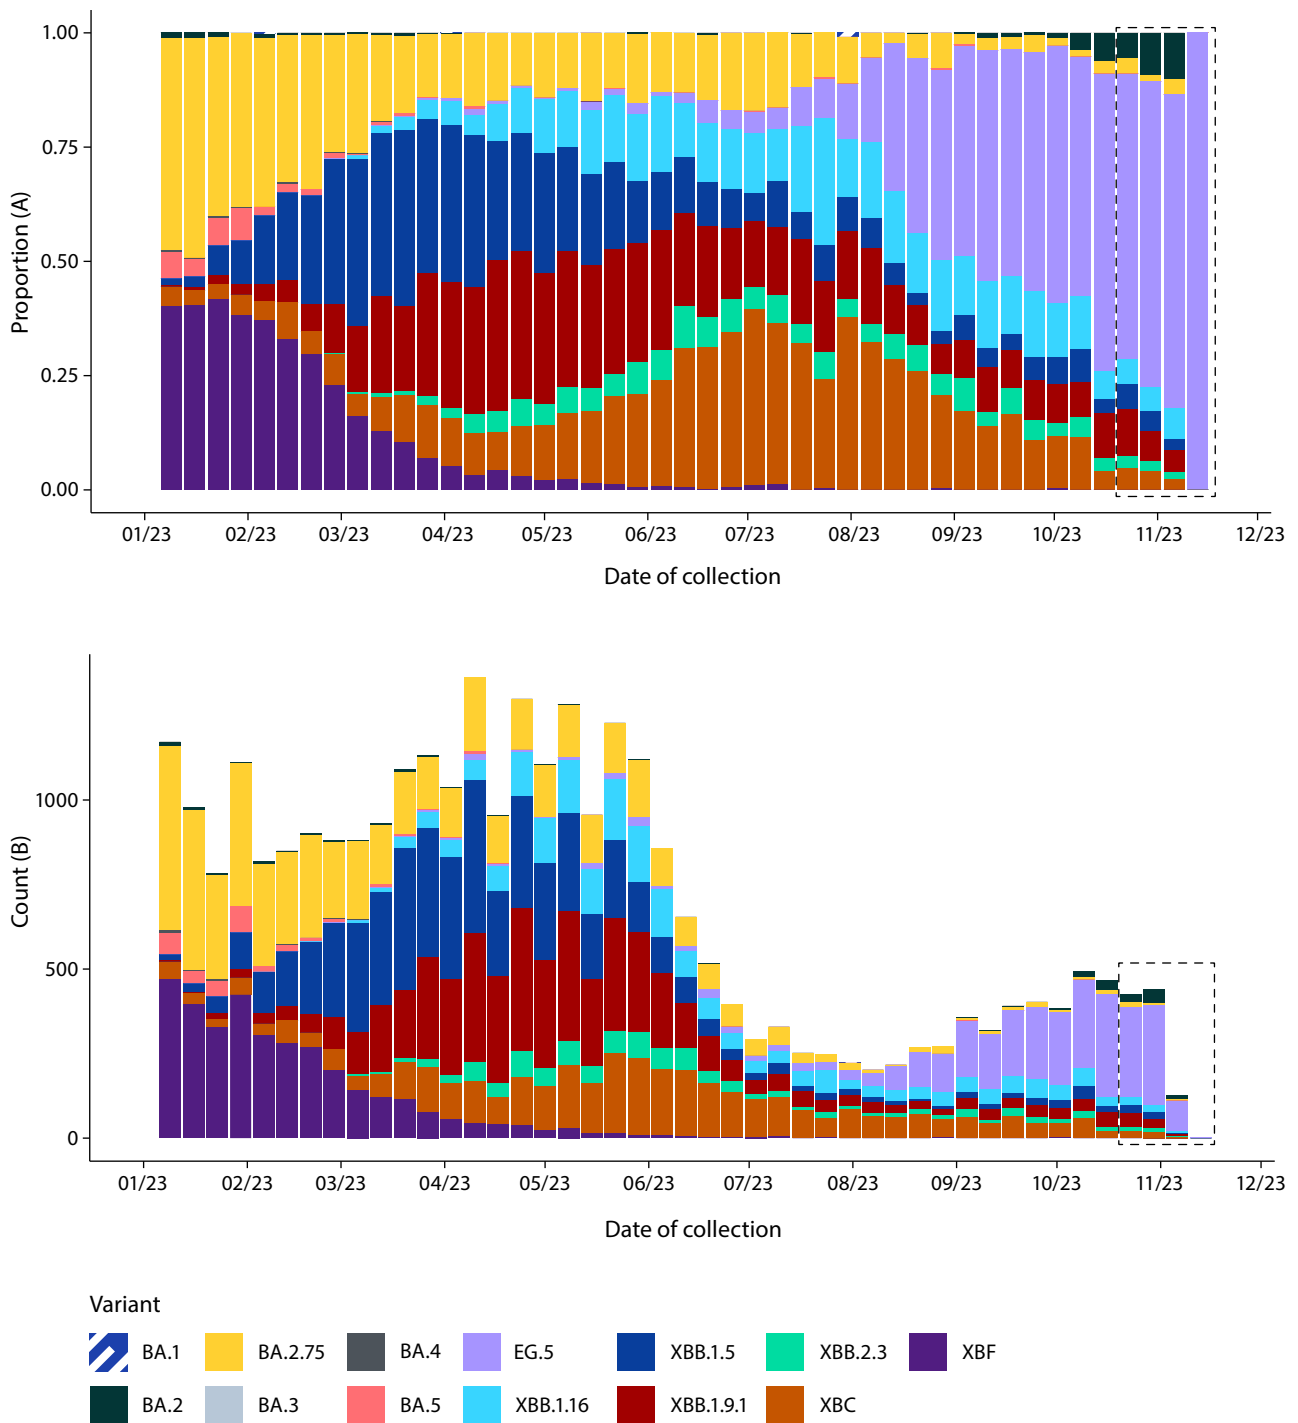 1.00
0.75
0.50
0.25
0.00
Proportion (A)
01/23 02/23 03/23 04/23 05/23 06/23 07/23 08/23 09/23 10/23 11/23 12/23
Date of collection
1000
500
0
Count (B)
01/23 02/23 03/23 04/23 05/23 06/23 07/23 08/23 09/23 10/23 11/23 12/23
Date of collection
Variant
BA.1 BA.2.75 BA.4 EG.5 XBB.1.5 XBB.2.3 XBF
BA.2 BA.3 BA.5 XBB.1.16 XBB.1.9.1 XBC